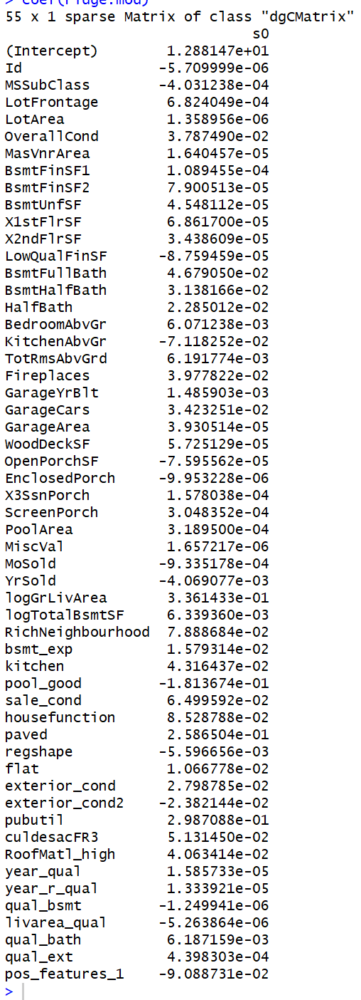 > coef(ridge.mod)
55 x 1 sparse Matrix of class "dgCMatrix"
s0
(Intercept) 1.288147e+01
Id -5.709999e-06
MSSubClass -4.031238e-04
LotFrontage 6.824049e-04
LotArea 1.358956e-06
OverallCond 3.787490e-02
MasVnrArea 1.640457e-05
BsmtFinSF1 1.089455e-04
BsmtFinSF2 7.900513e-05
BsmtUnfSF 4.548112e-05
X1stFlrSF 6.861700e-05
X2ndFlrSF 3.438609e-05
LowQualFinSF -8.759459e-05
BsmtFullBath 4.679050e-02
BsmtHalfBath 3.138166e-02
HalfBath 2.285012e-02
BedroomAbvGr 6.071238e-03
KitchenAbvGr -7.118252e-02
TotRmsAbvGrd 6.191774e-03
Fireplaces 3.977822e-02
GarageYrBlt 1.485903e-03
GarageCars 3.423251e-02
GarageArea 3.930514e-05
WoodDeckSF 5.725129e-05
OpenPorchSF -7.595562e-05
EnclosedPorch -9.953228e-06
X3SsnPorch 1.578038e-04
ScreenPorch 3.048352e-04
PoolArea 3.189500e-04
MiscVal 1.657217e-06
MoSold -9.335178e-04
YrSold -4.069077e-03
logGrLivArea 3.361433e-01
logTotalBsmtSF 6.339360e-03
RichNeighbourhood 7.888684e-02
bsmt_exp 1.579314e-02
kitchen 4.316437e-02
pool_good -1.813674e-01
sale_cond 6.499592e-02
housefunction 8.528788e-02
paved 2.586504e-01
regshape -5.596656e-03
flat 1.066778e-02
exterior_cond 2.798785e-02
exterior_cond2 -2.382144e-02
pubutil 2.987088e-01
culdesacFR3 5.131450e-02
RoofMatl_high 4.063414e-02
year_qual 1.585733e-05
year_r_qual 1.333921e-05
qual_bsmt -1.249941e-06
livarea_qual -5.263864e-06
qual_bath 6.187159e-03
qual_ext 4.398303e-04
pos_features_1 -9.088731e-02
>